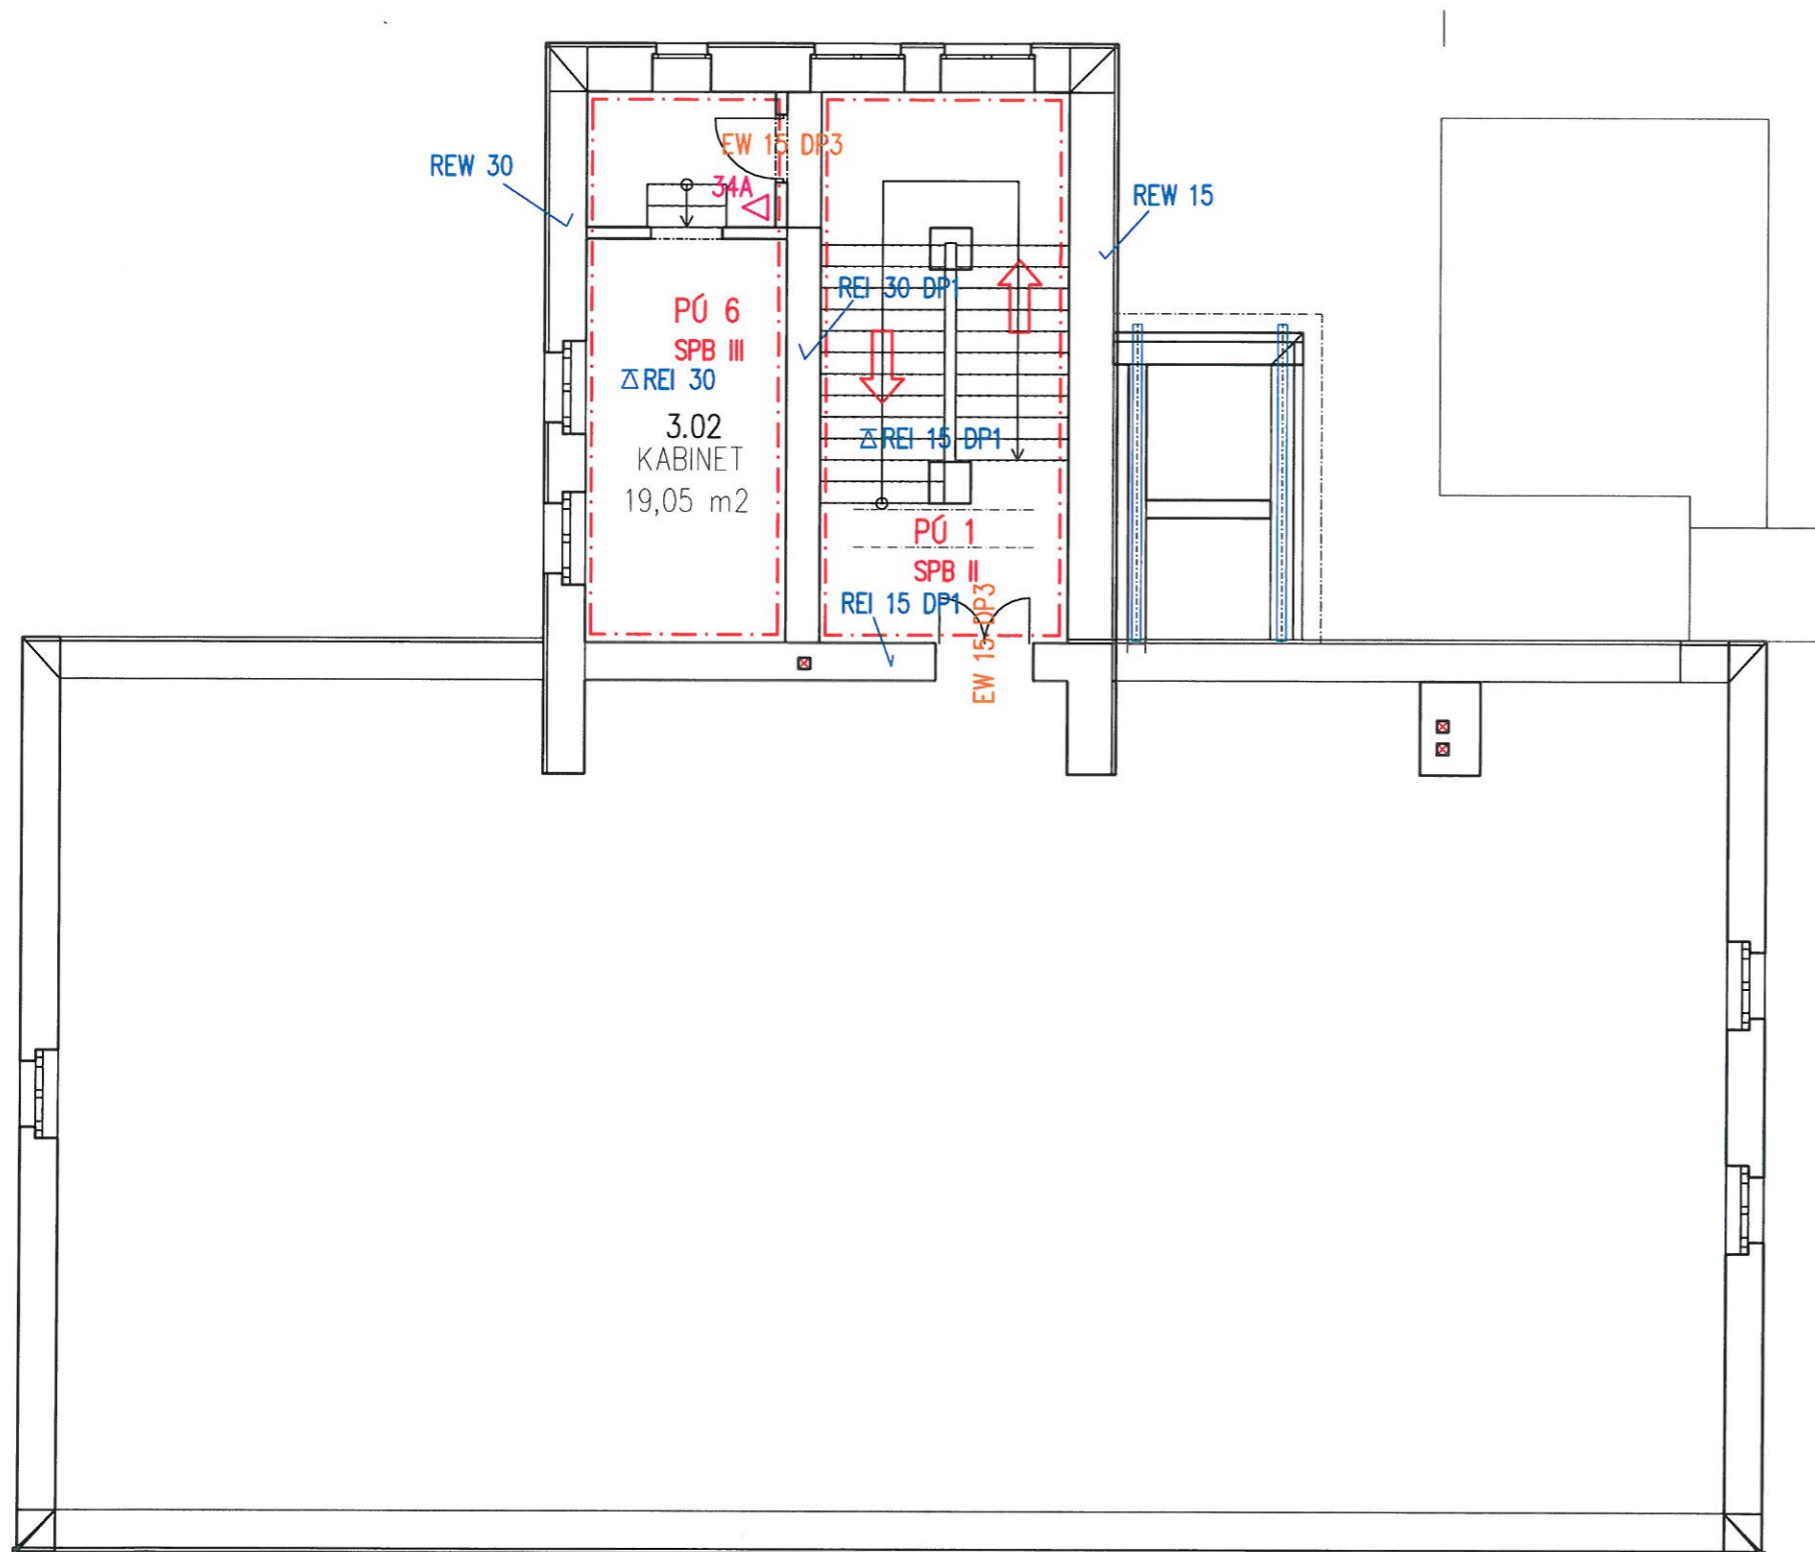 EW 15 DP3
REW 30
34A
REW 15
REI 30 DP1
PÚ 6
SPB III
REI 30
3.02
KABINET
19,05 m2
REI 15 DP1
PÚ 1
SPB II
REI 15 DP1
EW 15 DP3